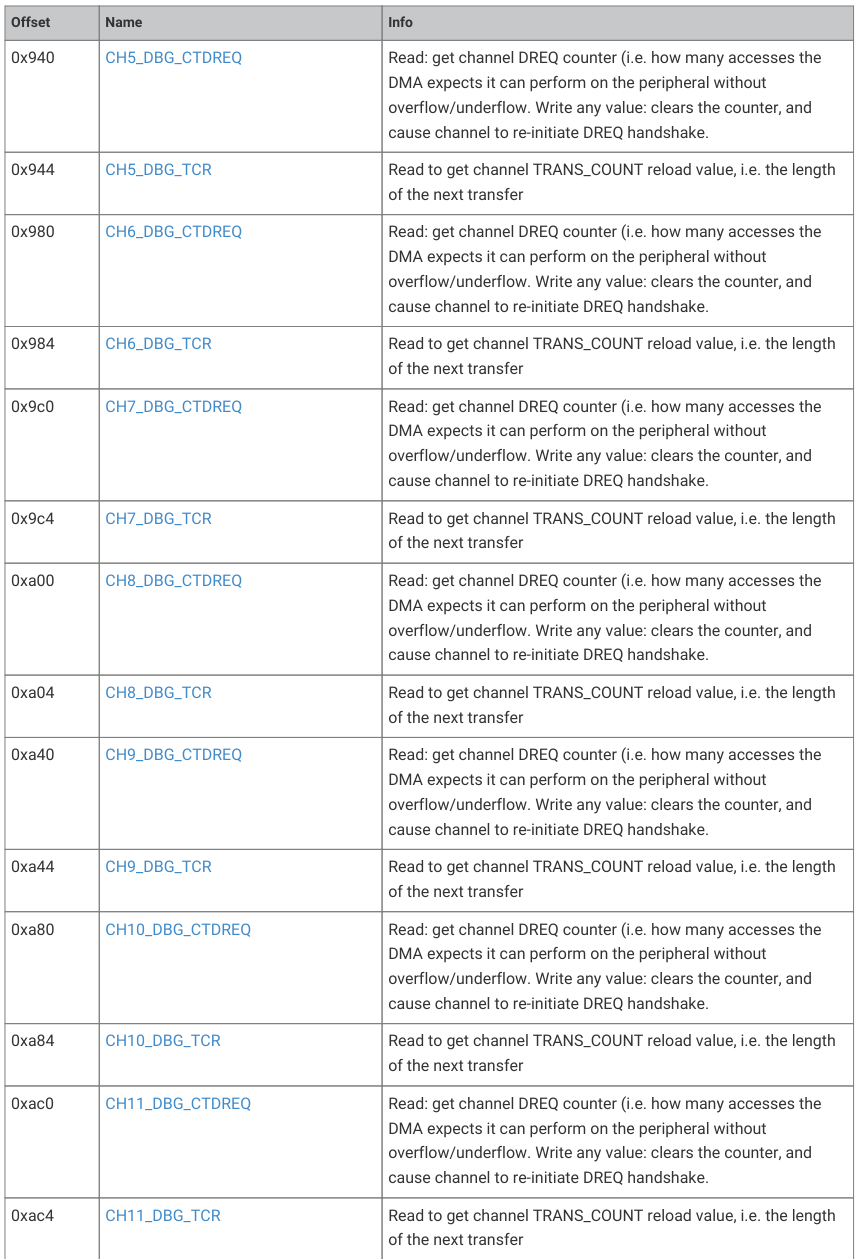 Offset Name Info
0x940 CH5_DBG_CTDREQ Read: get channel DREQ counter (i.e. how many accesses the
DMA expects it can perform on the peripheral without
overflow/underflow. Write any value: clears the counter, and
cause channel to re-initiate DREQ handshake.
0x944 CH5_DBG_TCR Read to get channel TRANS_COUNT reload value, i.e. the length
of the next transfer
0x980 CH6_DBG_CTDREQ Read: get channel DREQ counter (i.e. how many accesses the
DMA expects it can perform on the peripheral without
overflow/underflow. Write any value: clears the counter, and
cause channel to re-initiate DREQ handshake.
0x984 CH6_DBG_TCR Read to get channel TRANS_COUNT reload value, i.e. the length
of the next transfer
0x9c0 CH7_DBG_CTDREQ Read: get channel DREQ counter (i.e. how many accesses the
DMA expects it can perform on the peripheral without
overflow/underflow. Write any value: clears the counter, and
cause channel to re-initiate DREQ handshake.
0x9c4 CH7_DBG_TCR Read to get channel TRANS_COUNT reload value, i.e. the length
of the next transfer
0xa00 CH8_DBG_CTDREQ Read: get channel DREQ counter (i.e. how many accesses the
DMA expects it can perform on the peripheral without
overflow/underflow. Write any value: clears the counter, and
cause channel to re-initiate DREQ handshake.
0xa04 CH8_DBG_TCR Read to get channel TRANS_COUNT reload value, i.e. the length
of the next transfer
0xa40 CH9_DBG_CTDREQ Read: get channel DREQ counter (i.e. how many accesses the
DMA expects it can perform on the peripheral without
overflow/underflow. Write any value: clears the counter, and
cause channel to re-initiate DREQ handshake.
0xa44 CH9_DBG_TCR Read to get channel TRANS_COUNT reload value, i.e. the length
of the next transfer
0xa80 CH10_DBG_CTDREQ Read: get channel DREQ counter (i.e. how many accesses the
DMA expects it can perform on the peripheral without
overflow/underflow. Write any value: clears the counter, and
cause channel to re-initiate DREQ handshake.
0xa84 CH10_DBG_TCR Read to get channel TRANS_COUNT reload value, i.e. the length
of the next transfer
0xac0 CH11_DBG_CTDREQ Read: get channel DREQ counter (i.e. how many accesses the
DMA expects it can perform on the peripheral without
overflow/underflow. Write any value: clears the counter, and
cause channel to re-initiate DREQ handshake.
0xac4 CH11_DBG_TCR Read to get channel TRANS_COUNT reload value, i.e. the length
of the next transfer